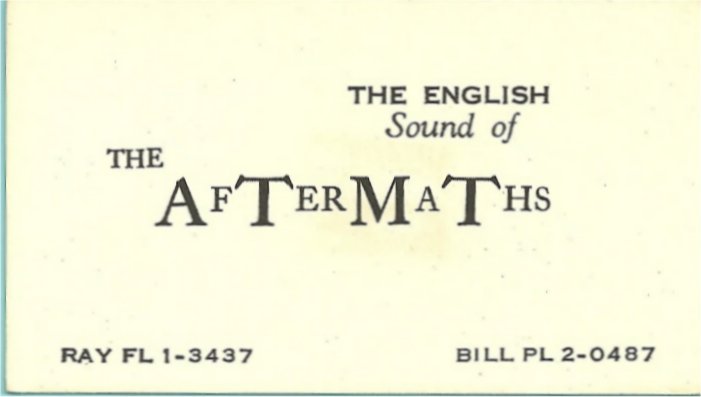 THE ENGLISH
Sound of
THE
AFTERMATHS
RAY FL 1-3437
BILL PL 2-0487